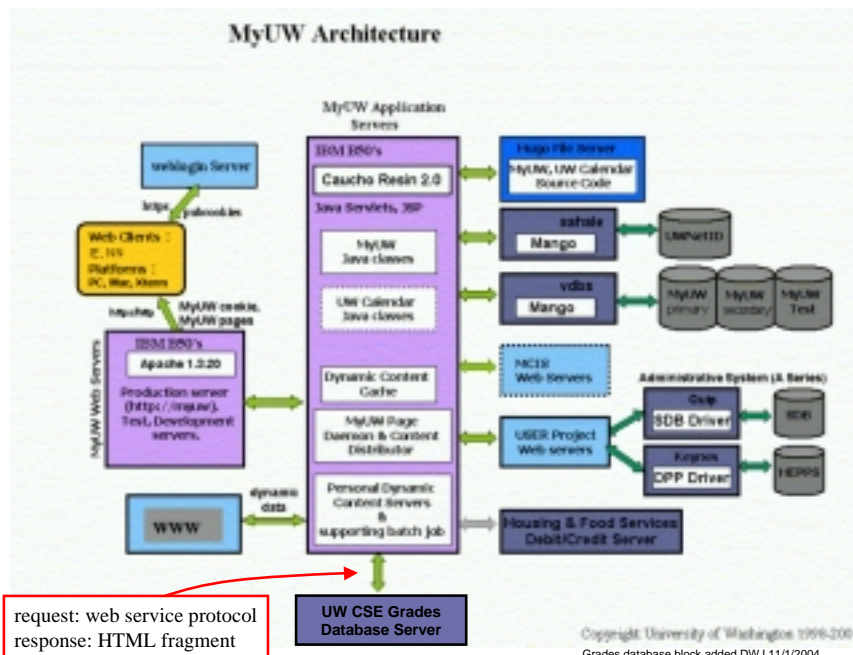 MyUW Architecture
MyUW Application
Servers
IBM B50's
Caucho Resin 2.0
Java Servlets, JSP
MyUW
Java classes
UW Calendar
Java classes
Dynamic Content
Cache
MyUW Page
Daemon & Content
Distributor
Personal Dynamic
Content Servers
&
supporting batch job
weblogin Server
https
pubcookies
Web Clients :
IE, NS
Platforms :
PC, Mac, Xterm
http/https
MyUW cookie,
MyUW pages
MyUW Web Servers
IBM B50's
Apache 1.3.20
Production server
(https://myuw).
Test, Development
servers.
WWW
dynamic
data
Hugo File Server
MyUW, UW Calendar
Source Code
sahale
Mango
UWNetID
vdbs
Mango
MyUW
primary
MyUW
secondary
MyUW
Test
MCIS
Web Servers
Administrative System (A Series)
USER Project
Web servers
Gulp
SDB Driver
SDB
Keynes
DPP Driver
HEPPS
Housing & Food Services
Debit/Credit Server
request: web service protocol
response: HTML fragment
UW CSE Grades
Database Server
Copyright University of Washington 1998-200
Grades database block added DWJ 11/1/2004